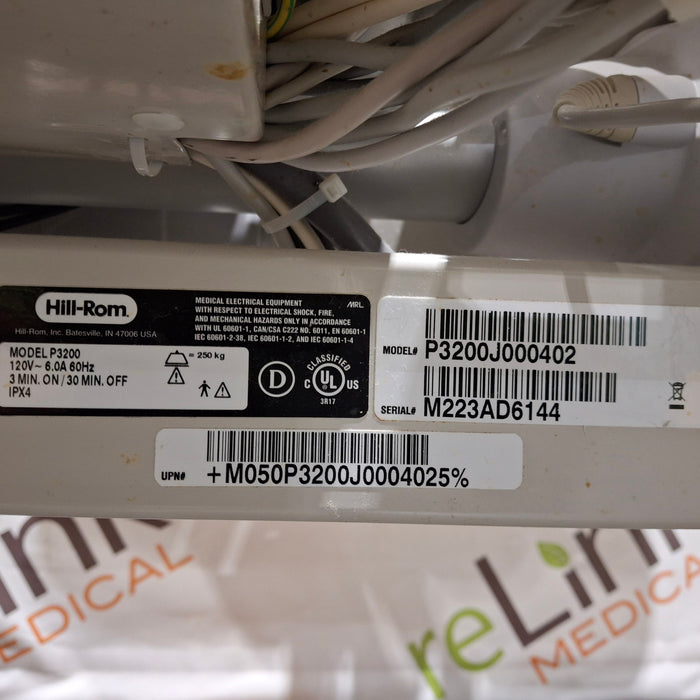 Hill-Rom.
Hill-Rom, Inc. Batesville, IN 47006 USA
MEDICAL ELECTRICAL EQUIPMENT
WITH RESPECT TO ELECTRICAL SHOCK, FIRE,
AND MECHANICAL HAZARDS ONLY IN ACCORDANCE
WITH UL 60601-1, CAN/CSA C222 NO. 6011, EN 60601-1
IEC 60601-2-38, IEC 60601-1-2, AND IEC 60601-1-4
MRL
MODEL P3200
120V~ 6.0A 60Hz
3 MIN. ON / 30 MIN. OFF
IPX4
= 250 kg
D
CLASSIFIED
C UL US
3R17
MODEL# P3200J000402
SERIAL# M223AD6144
UPN# +M050P3200J0004025%
ink
MEDICAL
reLink
MEDICAL